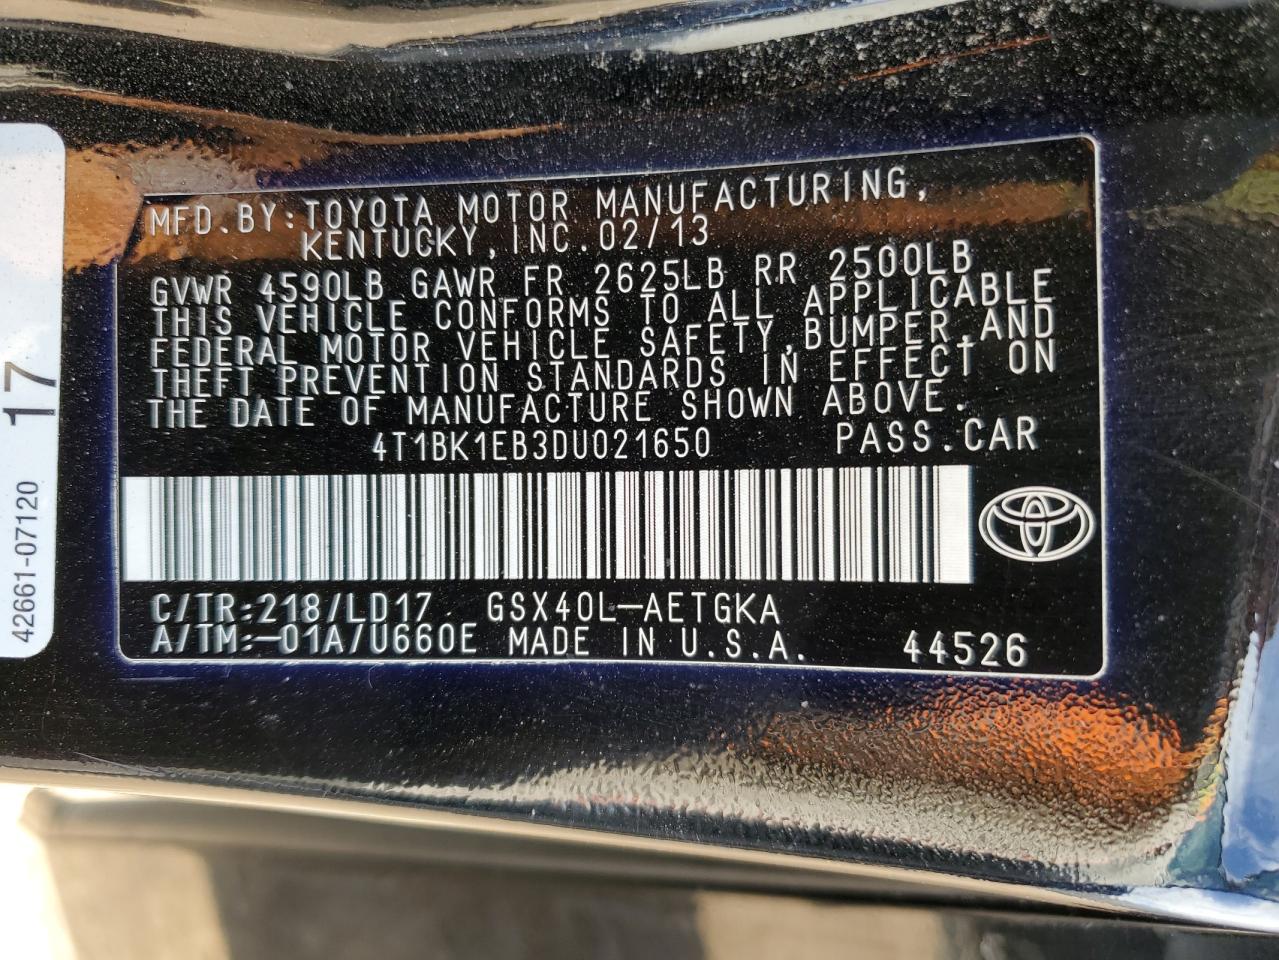 MFD. BY: TOYOTA MOTOR MANUFACTURING,
KENTUCKY, INC. 02/13
GVWR 4590LB GAWR FR 2625LB RR 2500LB
THIS VEHICLE CONFORMS TO ALL APPLICABLE
FEDERAL MOTOR VEHICLE SAFETY, BUMPER, AND
THEFT PREVENTION STANDARDS IN EFFECT ON
THE DATE OF MANUFACTURE SHOWN ABOVE.
4T1BK1EB3DU021650 PASS. CAR
C/TR: 218/LD17 GSX40L-AETGKA
A/TM: -01A/U660E MADE IN U.S.A. 44526
42661-07120 17